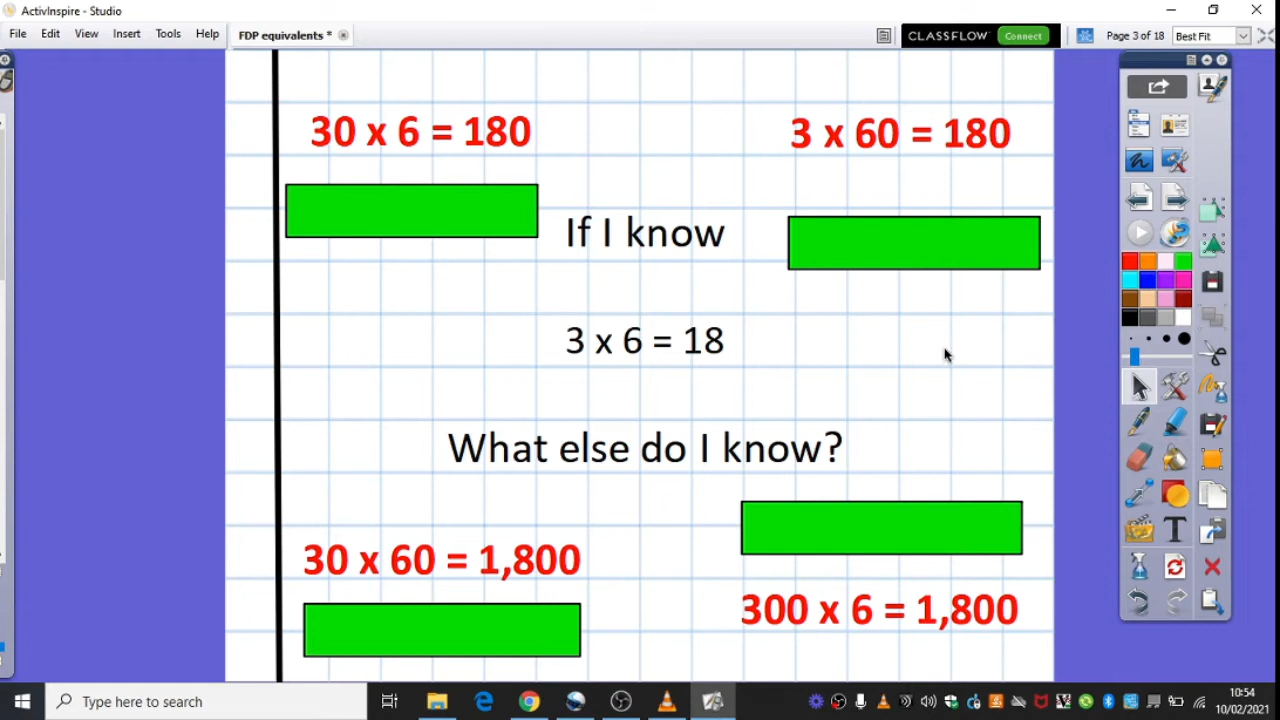 ActivInspire - Studio
File Edit View Insert Tools Help
FDP equivalents *
CLASSFLOW Connect
Page 3 of 18
Best Fit
30 x 6 = 180
3 x 60 = 180
If I know
3 x 6 = 18
What else do I know?
30 x 60 = 1,800
300 x 6 = 1,800
Type here to search
10:54
10/02/2021